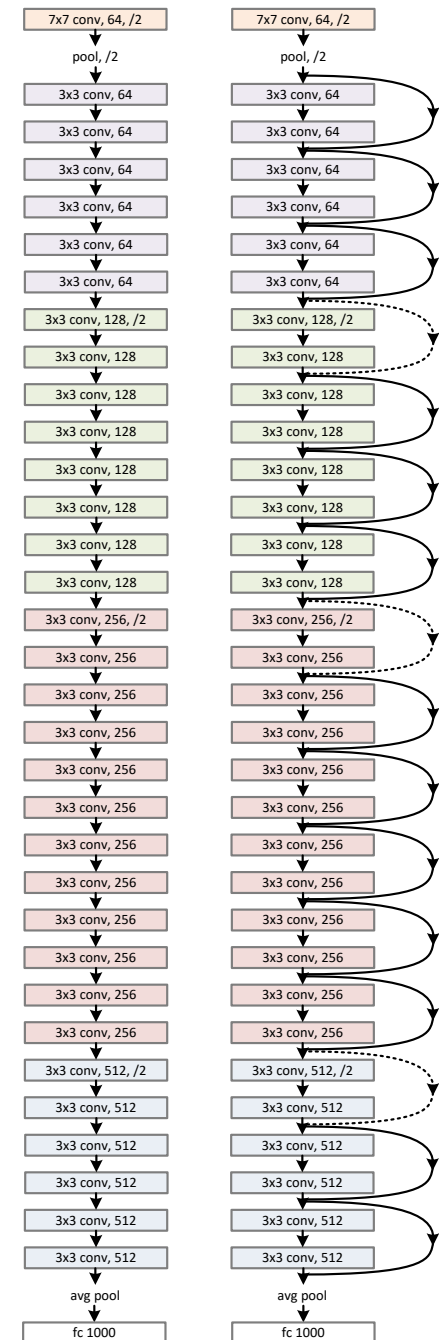 7x7 conv, 64, /2
pool, /2
3x3 conv, 64
3x3 conv, 64
3x3 conv, 64
3x3 conv, 64
3x3 conv, 64
3x3 conv, 64
3x3 conv, 128, /2
3x3 conv, 128
3x3 conv, 128
3x3 conv, 128
3x3 conv, 128
3x3 conv, 128
3x3 conv, 128
3x3 conv, 128
3x3 conv, 256, /2
3x3 conv, 256
3x3 conv, 256
3x3 conv, 256
3x3 conv, 256
3x3 conv, 256
3x3 conv, 256
3x3 conv, 256
3x3 conv, 256
3x3 conv, 256
3x3 conv, 256
3x3 conv, 256
3x3 conv, 512, /2
3x3 conv, 512
3x3 conv, 512
3x3 conv, 512
3x3 conv, 512
3x3 conv, 512
avg pool
fc 1000
7x7 conv, 64, /2
pool, /2
3x3 conv, 64
3x3 conv, 64
3x3 conv, 64
3x3 conv, 64
3x3 conv, 64
3x3 conv, 64
3x3 conv, 128, /2
3x3 conv, 128
3x3 conv, 128
3x3 conv, 128
3x3 conv, 128
3x3 conv, 128
3x3 conv, 128
3x3 conv, 128
3x3 conv, 256, /2
3x3 conv, 256
3x3 conv, 256
3x3 conv, 256
3x3 conv, 256
3x3 conv, 256
3x3 conv, 256
3x3 conv, 256
3x3 conv, 256
3x3 conv, 256
3x3 conv, 256
3x3 conv, 256
3x3 conv, 512, /2
3x3 conv, 512
3x3 conv, 512
3x3 conv, 512
3x3 conv, 512
3x3 conv, 512
avg pool
fc 1000